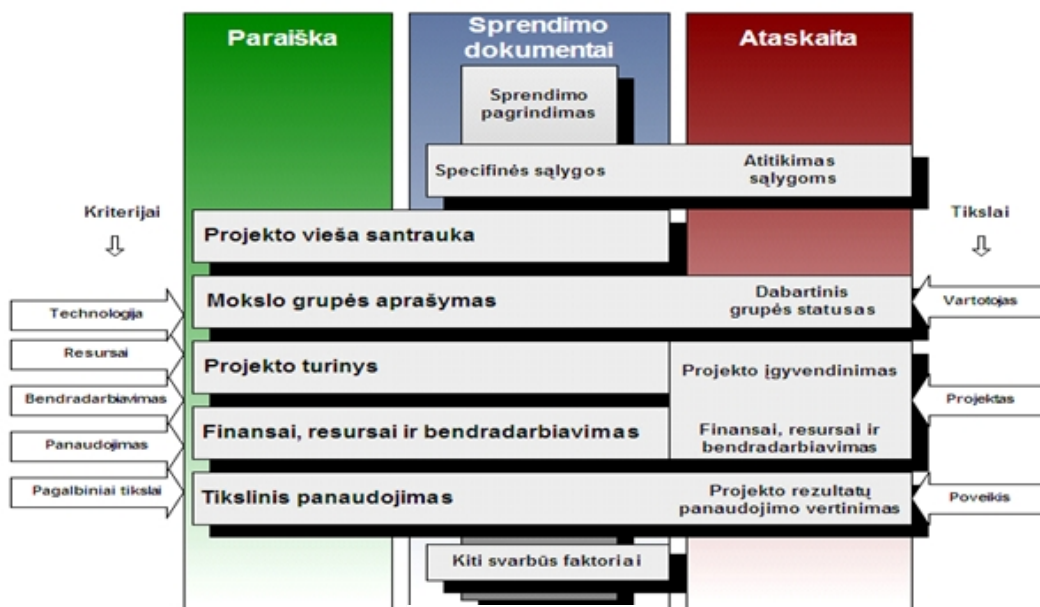 Paraiška
Sprendimo
dokumentai
Ataskaita
Sprendimo
pagrindimas
Specifinės sąlygos
Atitikimas
sąlygoms
Kriterijai
Tikslai
Projekto vieša santrauka
Mokslo grupės aprašymas
Dabartinis
grupės statusas
Technologija
Vartotojas
Resursai
Projekto turinys
Projekto įgyvendinimas
Bendradarbiavimas
Projektas
Finansai, resursai ir bendradarbiavimas
Finansai, resursai ir
bendradarbiavimas
Panaudojimas
Pagalbiniai tikslai
Tikslinis panaudojimas
Projekto rezultatų
panaudojimo vertinimas
Poveikis
Kiti svarbūs faktoriai